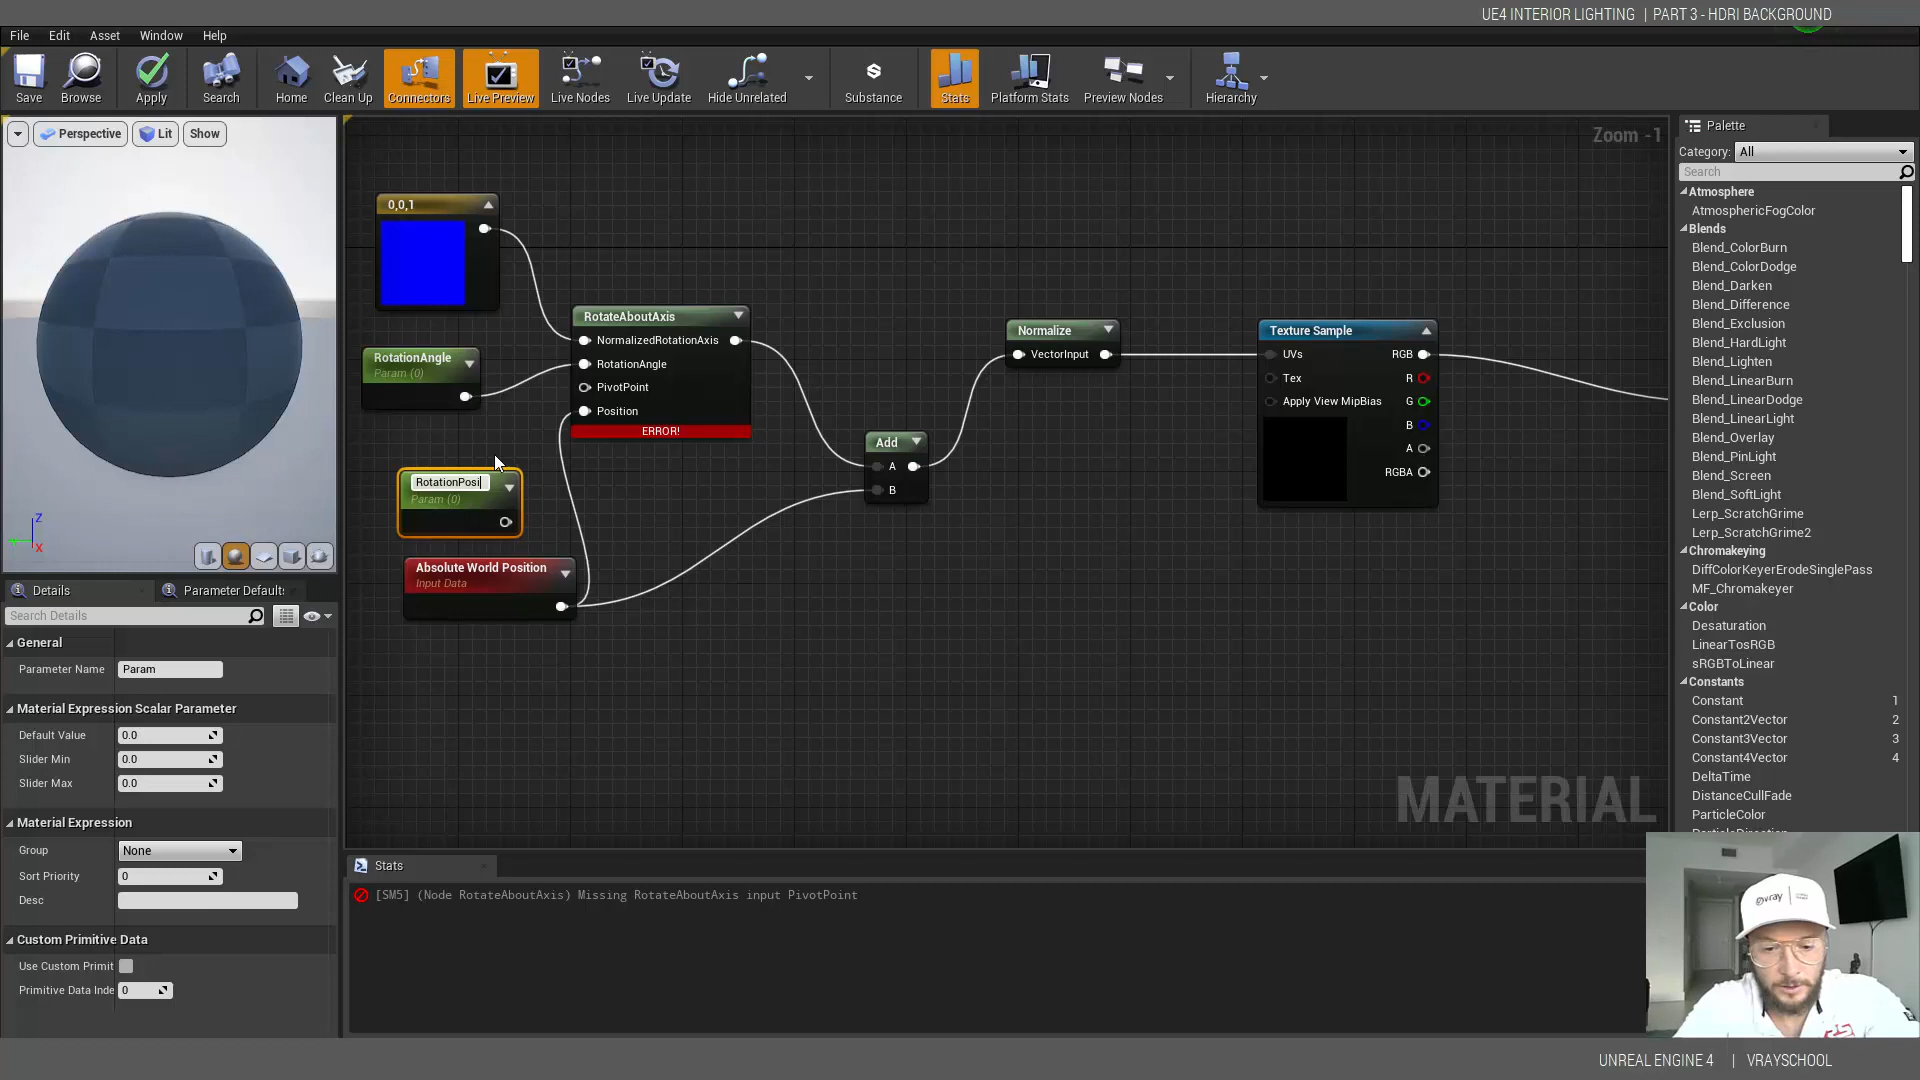 UE4 INTERIOR LIGHTING | PART 3 - HDRI BACKGROUND
File Edit Asset Window Help
Save Browse Apply Search Home Clean Up Connectors Live Preview Live Nodes Live Update Hide Unrelated Substance Stats Platform Stats Preview Nodes Hierarchy
Perspective Lit Show
Zoom -1
0,0,1
RotationAngle
Param (0)
RotateAboutAxis
NormalizedRotationAxis
RotationAngle
PivotPoint
Position
ERROR!
RotationPosi
Param (0)
Absolute World Position
Input Data
Add
A
B
Normalize
VectorInput
Texture Sample
UVs RGB
Tex R
Apply View MipBias G
B
A
RGBA
MATERIAL
Z
X
Details Parameter Defaults
Search Details
General
Parameter Name Param
Material Expression Scalar Parameter
Default Value 0.0
Slider Min 0.0
Slider Max 0.0
Material Expression
Group None
Sort Priority 0
Desc
Custom Primitive Data
Use Custom Primit
Primitive Data Inde 0
Stats
[SM5] (Node RotateAboutAxis) Missing RotateAboutAxis input PivotPoint
Palette
Category: All
Search
Atmosphere
AtmosphericFogColor
Blends
Blend_ColorBurn
Blend_ColorDodge
Blend_Darken
Blend_Difference
Blend_Exclusion
Blend_HardLight
Blend_Lighten
Blend_LinearBurn
Blend_LinearDodge
Blend_LinearLight
Blend_Overlay
Blend_PinLight
Blend_Screen
Blend_SoftLight
Lerp_ScratchGrime
Lerp_ScratchGrime2
Chromakeying
DiffColorKeyerErodeSinglePass
MF_Chromakeyer
Color
Desaturation
LinearTosRGB
sRGBToLinear
Constants
Constant 1
Constant2Vector 2
Constant3Vector 3
Constant4Vector 4
DeltaTime
DistanceCullFade
ParticleColor
vray
UNREAL ENGINE 4 | VRAYSCHOOL